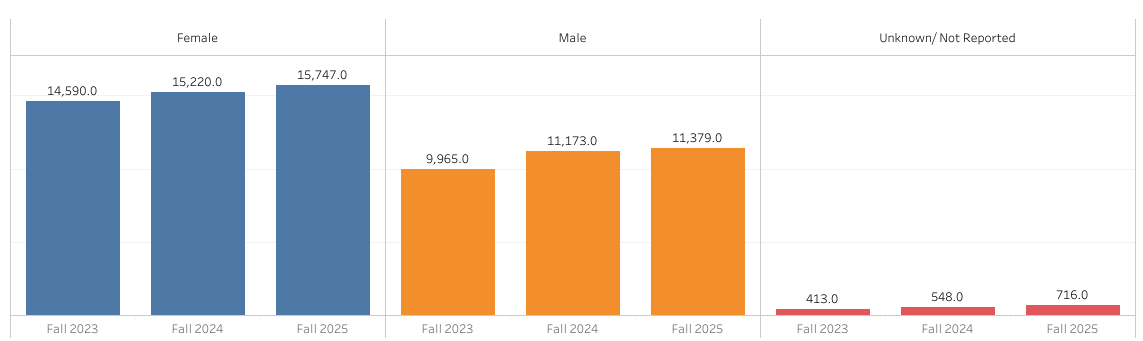 Female
Male
Unknown/ Not Reported
14,590.0
15,220.0
15,747.0
9,965.0
11,173.0
11,379.0
413.0
548.0
716.0
Fall 2023
Fall 2024
Fall 2025
Fall 2023
Fall 2024
Fall 2025
Fall 2023
Fall 2024
Fall 2025